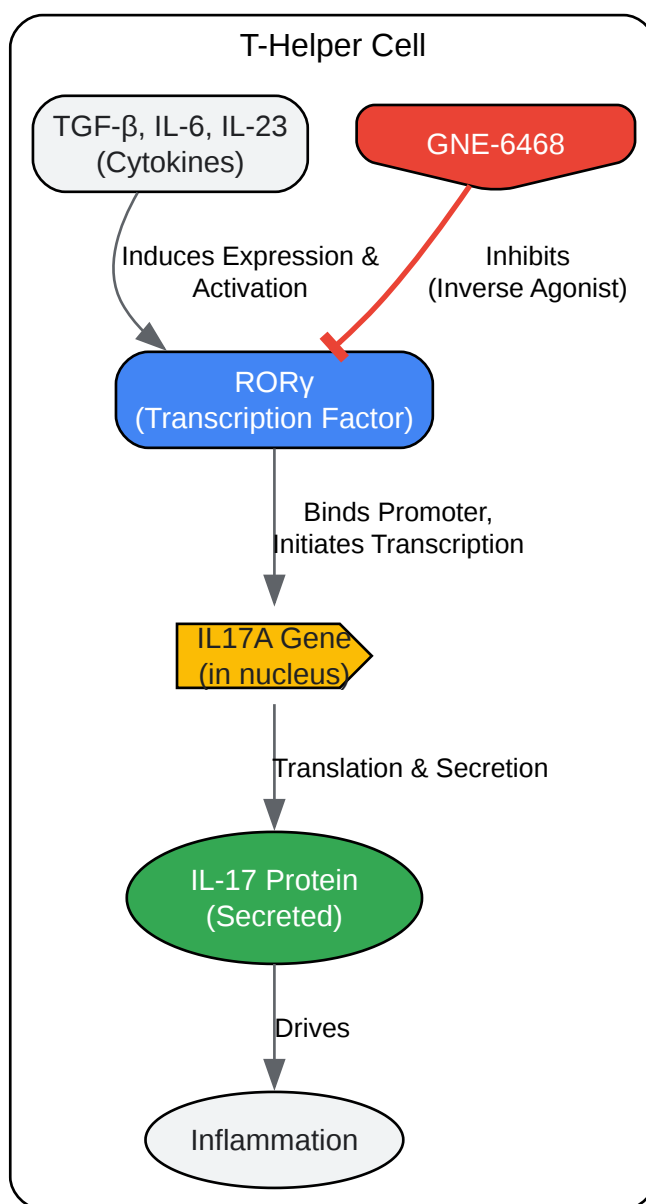 T-Helper Cell
TGF-β, IL-6, IL-23
(Cytokines)
GNE-6468
Induces Expression &
Activation
Inhibits
(Inverse Agonist)
RORγ
(Transcription Factor)
Binds Promoter,
Initiates Transcription
IL17A Gene
(in nucleus)
Translation & Secretion
IL-17 Protein
(Secreted)
Drives
Inflammation